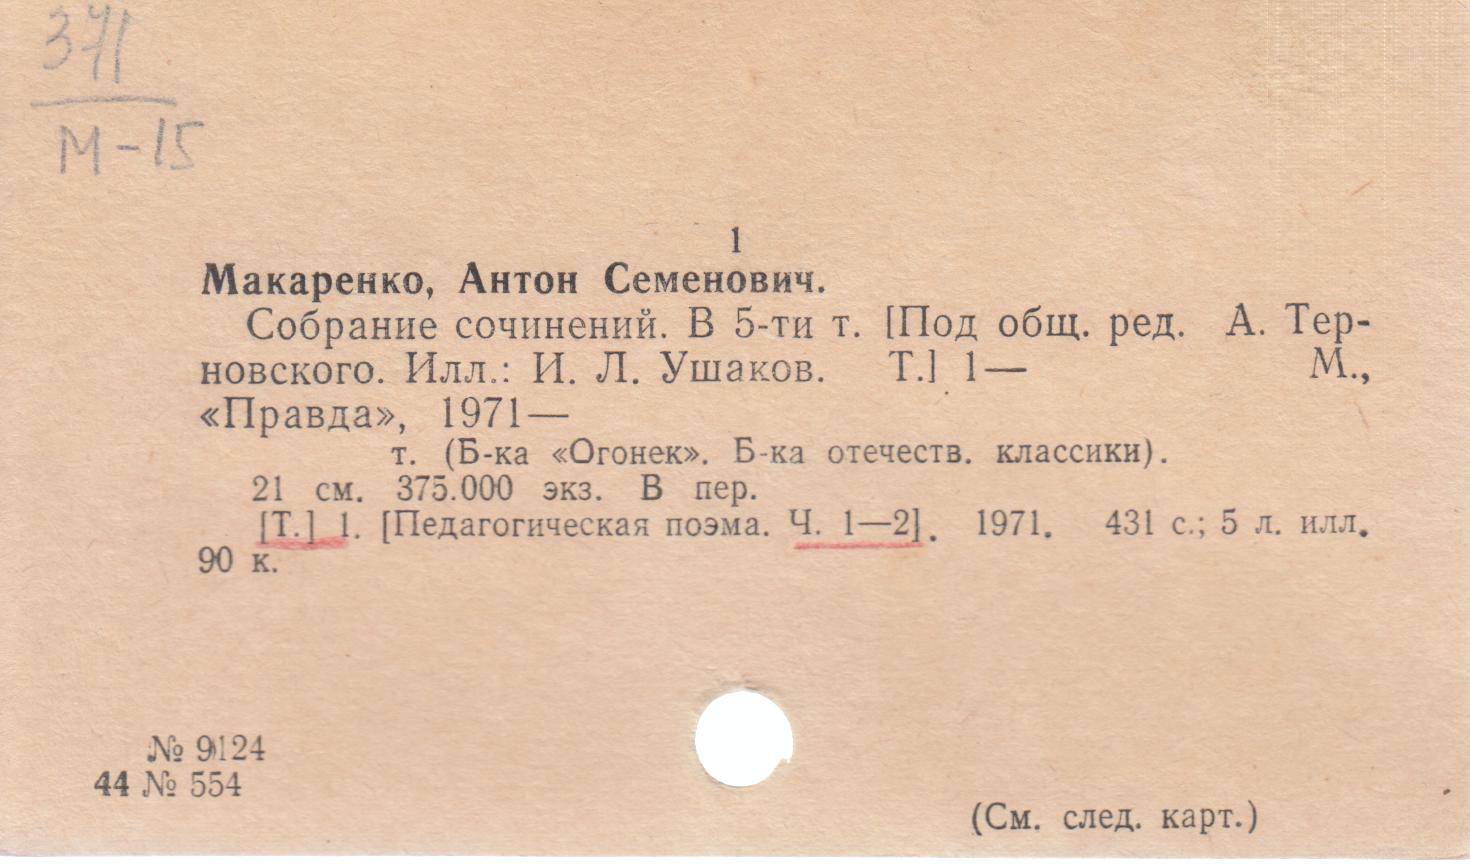 371
М-15
1
Макаренко, Антон Семенович.
Собрание сочинений. В 5-ти т. [Под общ. ред. А. Тер-
новского. Илл.: И. Л. Ушаков. Т.] 1— М.,
«Правда», 1971—
т. (Б-ка «Огонек». Б-ка отечеств. классики).
21 см. 375.000 экз. В пер.
[Т.] 1. [Педагогическая поэма. Ч. 1—2]. 1971. 431 с.; 5 л. илл.
90 к.
№ 9124
44 № 554
(См. след. карт.)